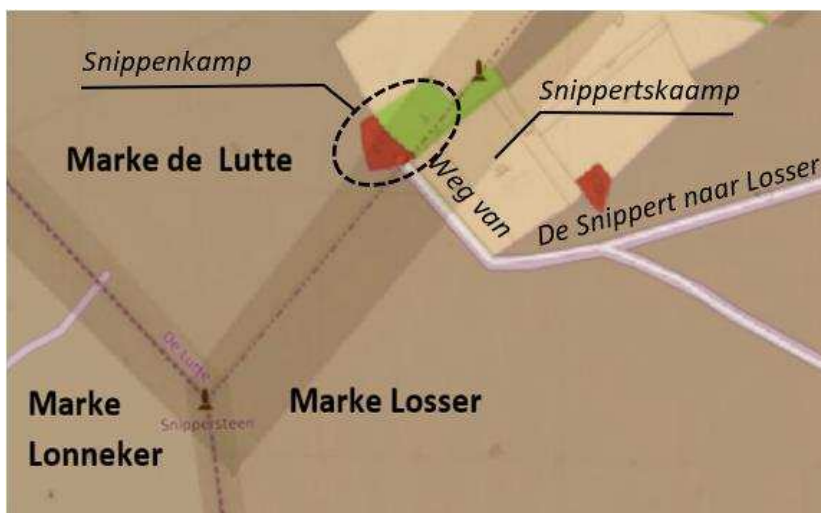 Snippenkamp
Snippertskaamp
Marke de Lutte
Weg van
De Snippert naar Losser
De Lutte
Snippersteen
Marke
Lonneker
Marke Losser